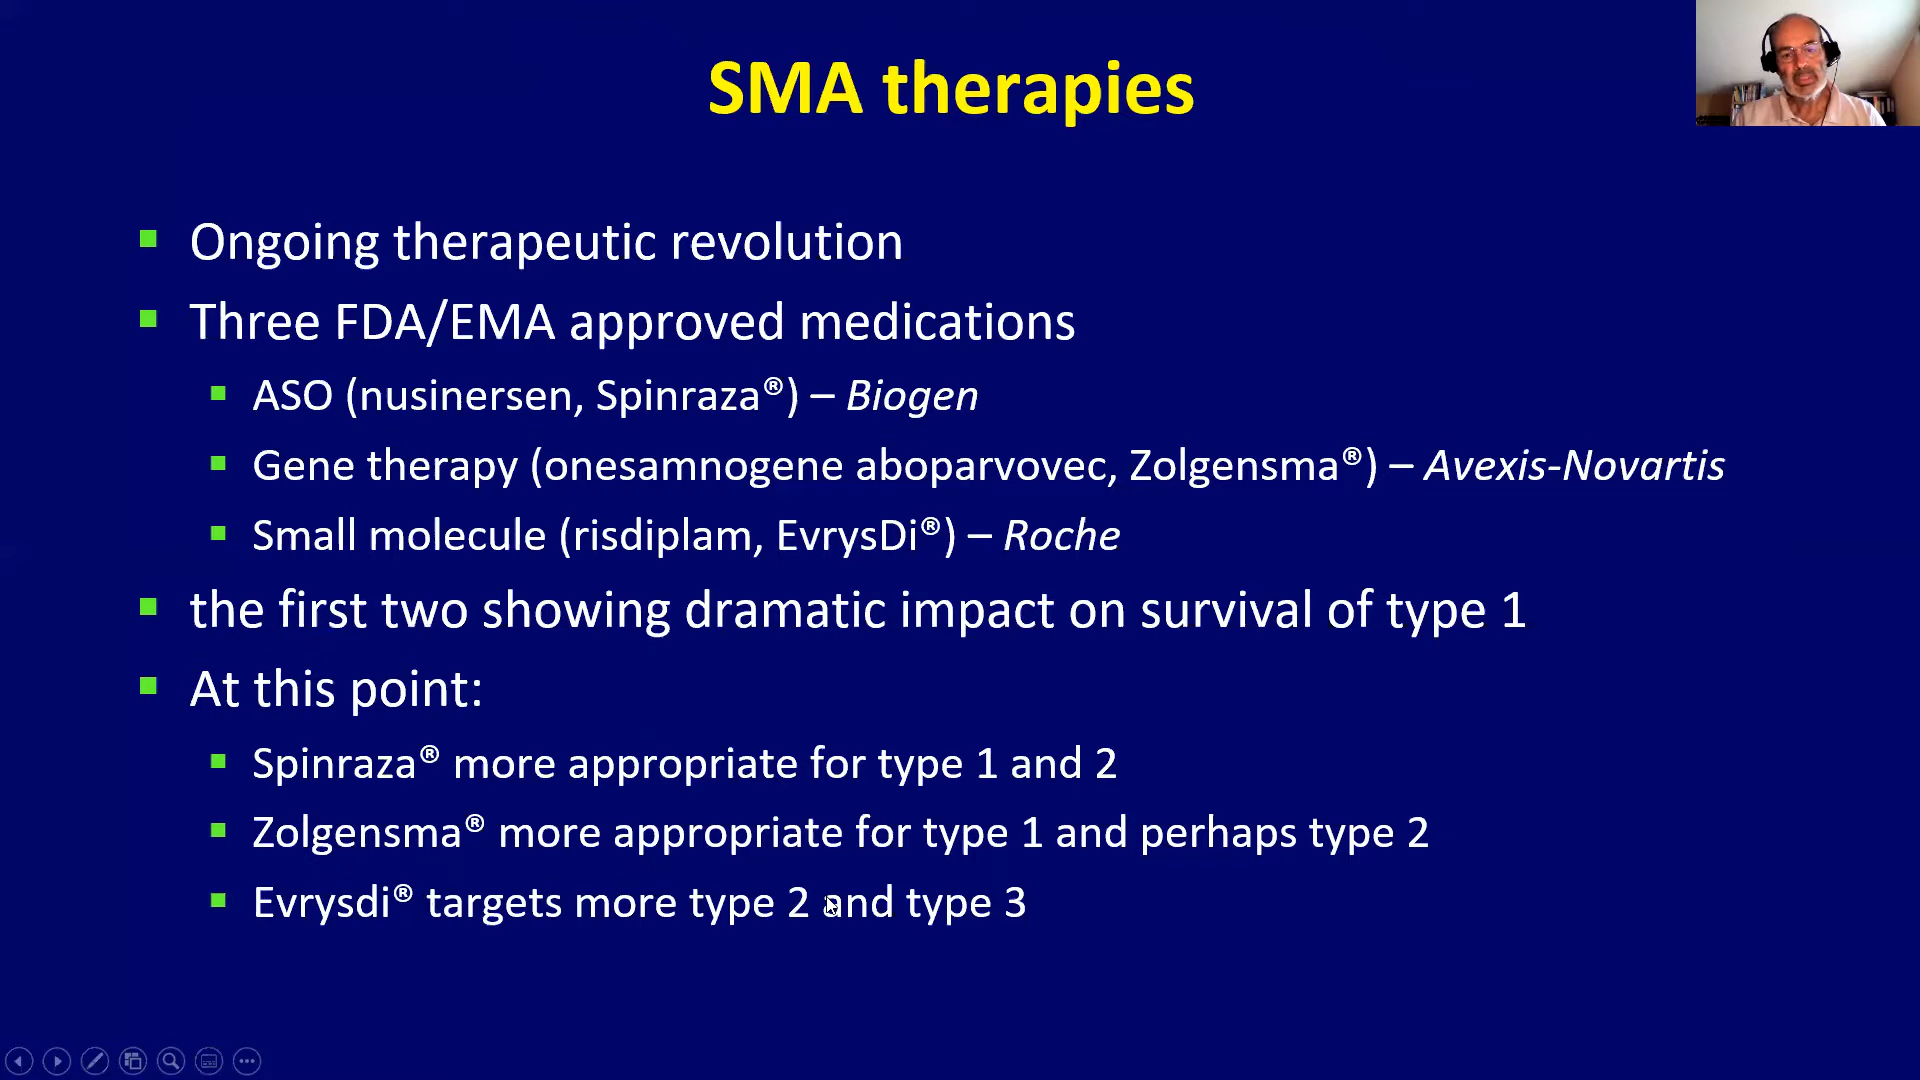 SMA therapies
Ongoing therapeutic revolution
Three FDA/EMA approved medications
ASO (nusinersen, Spinraza®) – Biogen
Gene therapy (onesamnogene aboparvovec, Zolgensma®) – Avexis-Novartis
Small molecule (risdiplam, EvrysDi®) – Roche
the first two showing dramatic impact on survival of type 1
At this point:
Spinraza® more appropriate for type 1 and 2
Zolgensma® more appropriate for type 1 and perhaps type 2
Evrysdi® targets more type 2 and type 3